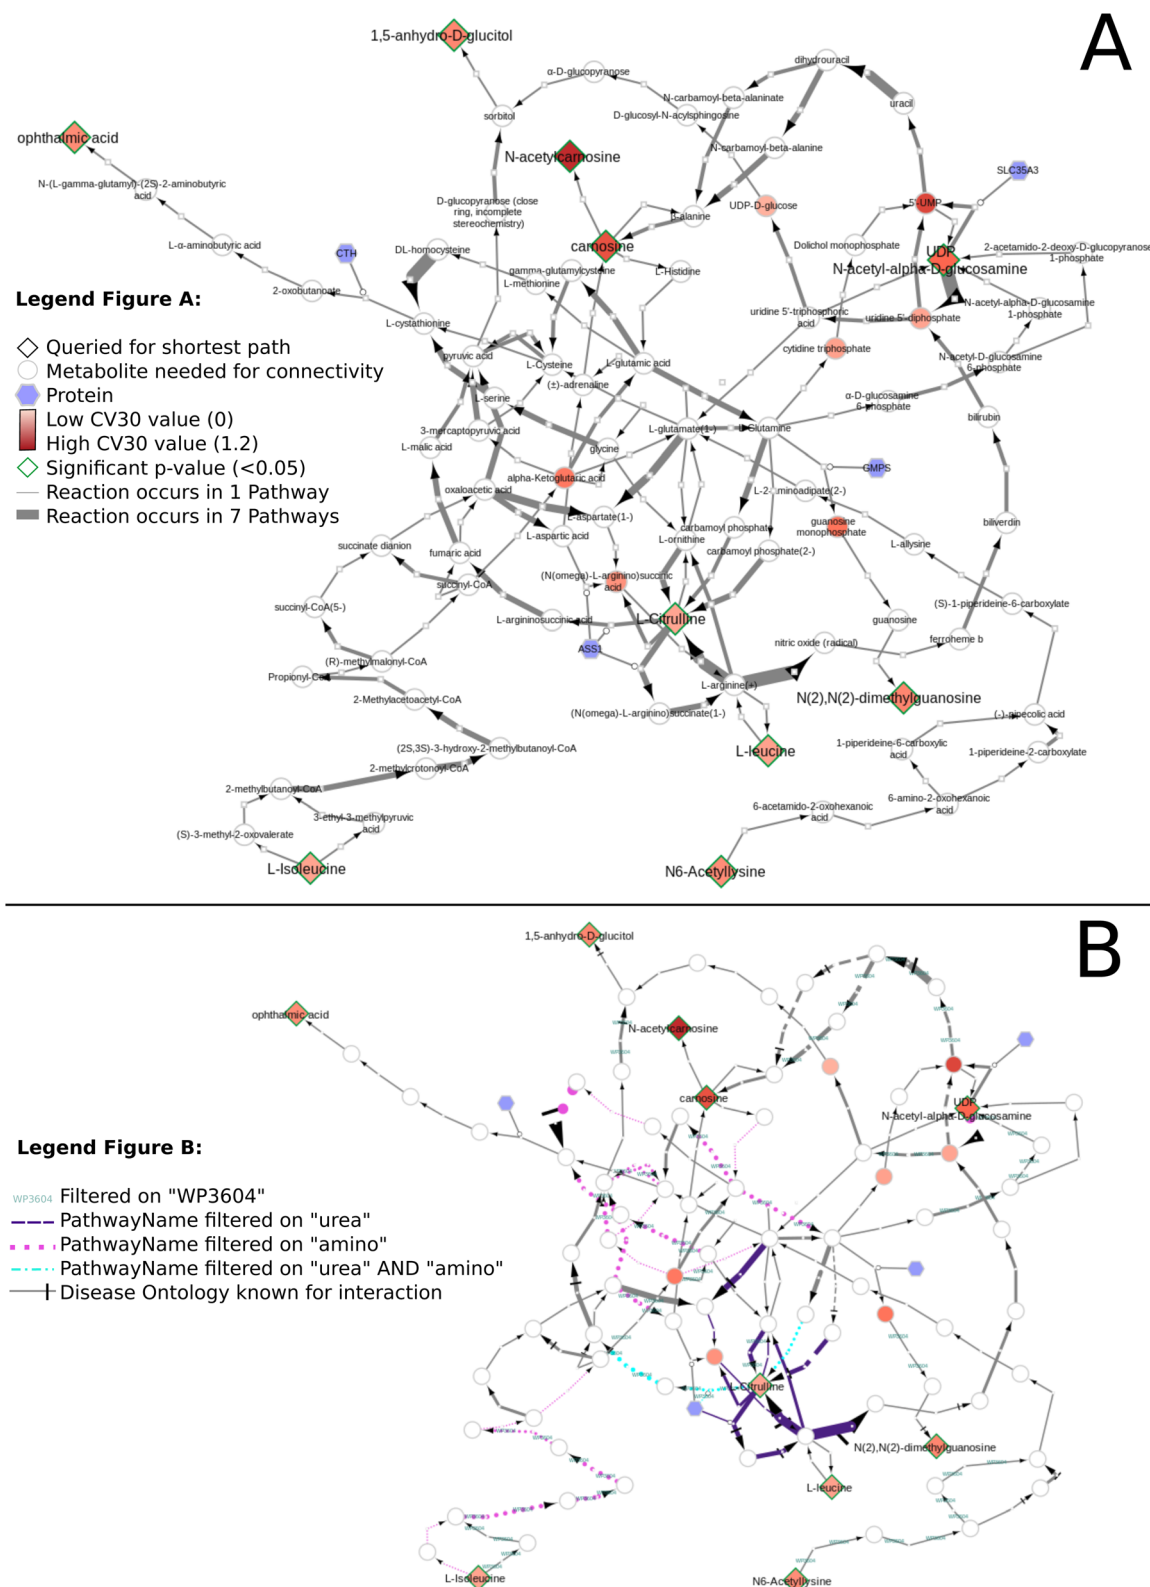 A
1,5-anhydro-D-glucitol
α-D-glucopyranose
dihydrouracil
N-carbamoyl-beta-alaninate
uracil
D-glucosyl-N-acylsphingosine
sorbitol
ophthalmic acid
N-acetylcarnosine
N-carbamoyl-beta-alanine
SLC35A3
N-(L-gamma-glutamyl)-(2S)-2-aminobutyric
acid
D-glucopyranose (close
ring, incomplete
stereochemistry)
UDP-D-glucose
5'-UMP
β-alanine
L-α-aminobutyric acid
DL-homocysteine
carnosine
Dolichol monophosphate
UDP
N-acetyl-alpha-D-glucosamine
2-acetamido-2-deoxy-D-glucopyranose
1-phosphate
CTH
gamma-glutamylcysteine
L-methionine
L-Histidine
2-oxobutanoate
Legend Figure A:
N-acetyl-alpha-D-glucosamine
1-phosphate
uridine 5'-triphosphoric
acid
uridine 5'-diphosphate
L-cystathionine
Queried for shortest path
cytidine triphosphate
pyruvic acid
L-Cysteine
L-glutamic acid
N-acetyl-D-glucosamine
6-phosphate
Metabolite needed for connectivity
(±)-adrenaline
Protein
L-serine
α-D-glucosamine
6-phosphate
Low CV30 value (0)
bilirubin
3-mercaptopyruvic acid
L-glutamate(1-)
L-Glutamine
High CV30 value (1.2)
L-malic acid
glycine
Significant p-value (<0.05)
GMPS
alpha-Ketoglutaric acid
Reaction occurs in 1 Pathway
oxaloacetic acid
L-2-aminoadipate(2-)
Reaction occurs in 7 Pathways
L-aspartate(1-)
guanosine
monophosphate
biliverdin
carbamoyl phosphate
L-aspartic acid
L-ornithine
succinate dianion
fumaric acid
carbamoyl phosphate(2-)
L-allysine
(N(omega)-L-arginino)succinic
acid
succinyl-CoA
succinyl-CoA(5-)
(S)-1-piperideine-6-carboxylate
L-argininosuccinic acid
L-Citrulline
guanosine
ASS1
nitric oxide (radical)
ferroheme b
(R)-methylmalonyl-CoA
Propionyl-CoA
L-arginine(+)
2-Methylacetoacetyl-CoA
N(2),N(2)-dimethylguanosine
(N(omega)-L-arginino)succinate(1-)
(-)-pipecolic acid
(2S,3S)-3-hydroxy-2-methylbutanoyl-CoA
L-leucine
1-piperideine-6-carboxylic
acid
1-piperideine-2-carboxylate
2-methylcrotonoyl-CoA
2-methylbutanoyl-CoA
6-acetamido-2-oxohexanoic
acid
6-amino-2-oxohexanoic
acid
3-ethyl-3-methylpyruvic
acid
(S)-3-methyl-2-oxovalerate
L-Isoleucine
N6-Acetyllysine
B
1,5-anhydro-D-glucitol
ophthalmic acid
N-acetylcarnosine
carnosine
UDP
N-acetyl-alpha-D-glucosamine
Legend Figure B:
WP3604 Filtered on "WP3604"
PathwayName filtered on "urea"
PathwayName filtered on "amino"
PathwayName filtered on "urea" AND "amino"
Disease Ontology known for interaction
L-Citrulline
N(2),N(2)-dimethylguanosine
L-leucine
L-Isoleucine
N6-Acetyllysine